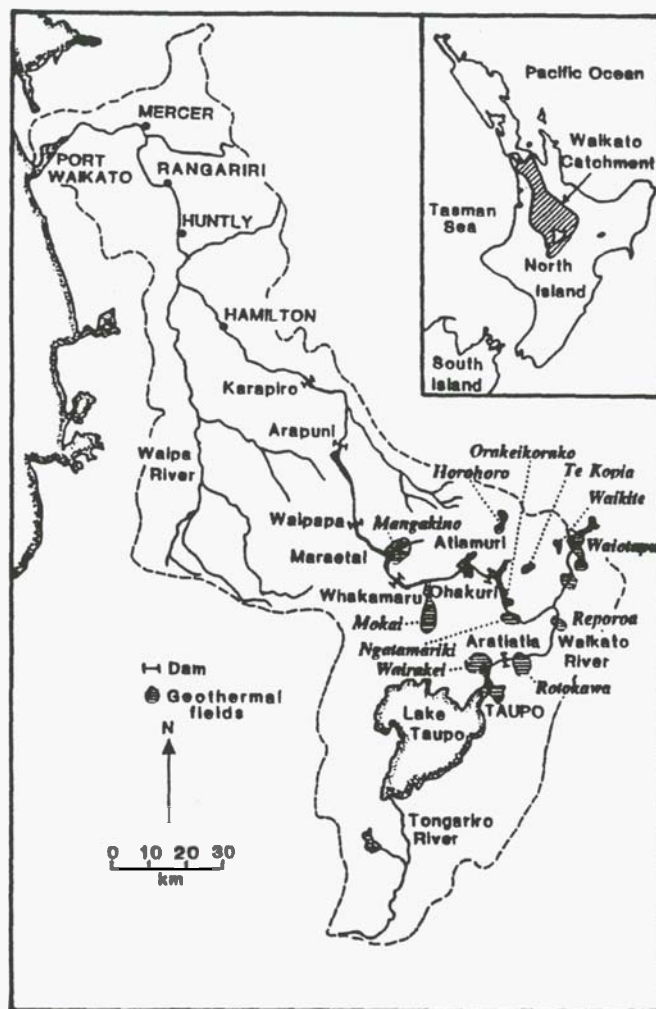 Pacific Ocean
Waikato
Catchment
Tasman
Sea
North
Island
South
Island
MERCER
PORT
WAIKATO
RANGARIRI
HUNTLY
HAMILTON
Karapiro
Arapuni
Waipa
River
Orakeikorako
Horohoro
Te Kopia
Waikite
Waipapa
Mangakino
Atiamuri
Waiotapu
Maraetai
Whakamaru
Ohakuri
Mokai
Reporoa
Ngatamariki
Aratiatia
Waikato
River
Wairakei
Rotokawa
Dam
Geothermal
fields
Lake
Taupo
TAUPO
N
Tongariro
River
0 10 20 30
km